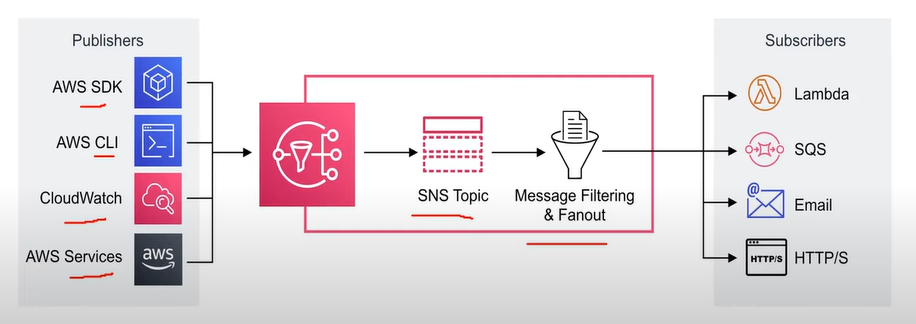 Publishers
AWS SDK
AWS CLI
CloudWatch
AWS Services
aws
SNS Topic
Message Filtering
& Fanout
Subscribers
Lambda
SQS
@
Email
HTTP/S
HTTP/S